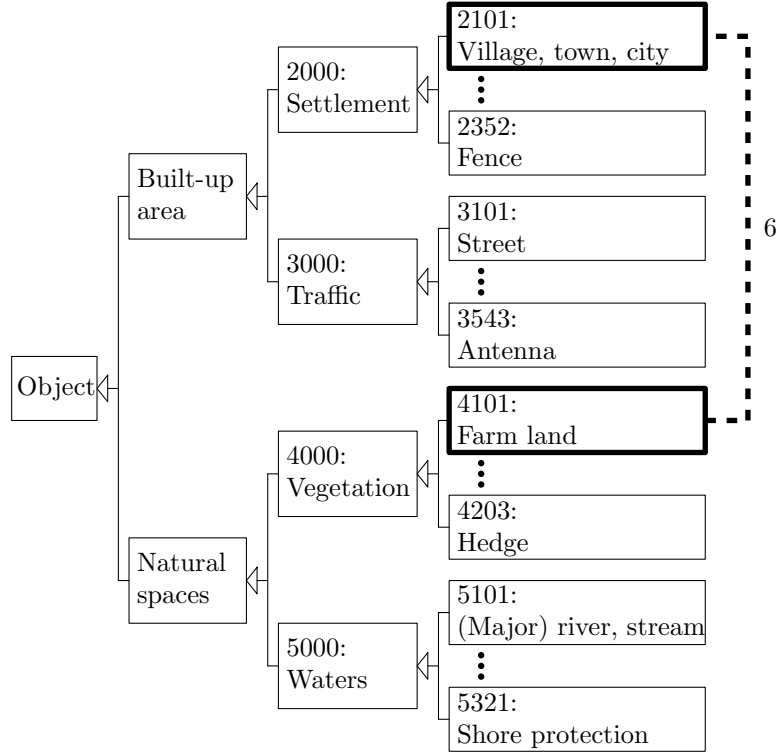 2101:
Village, town, city
2000:
Settlement
2352:
Fence
Built-up
area
3101:
Street
6
3000:
Traffic
3543:
Antenna
Object
4101:
Farm land
4000:
Vegetation
4203:
Hedge
Natural
spaces
5101:
(Major) river, stream
5000:
Waters
5321:
Shore protection